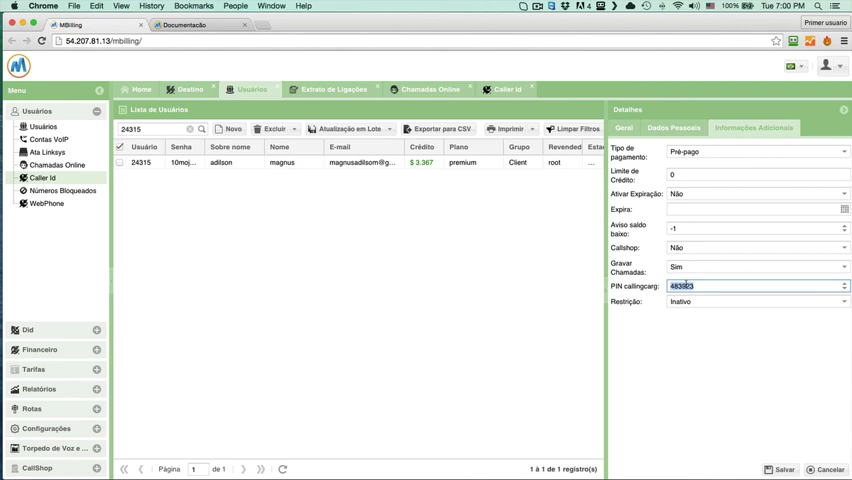 Chrome File Edit View History Bookmarks People Window Help 4 100% Tue 7:00 PM
MBilling × Documentacão × Primer usuario
54.207.81.13/mbilling/
Menu Home Destino Usuários Extrato de Ligações Chamadas Online Caller Id
Usuários Lista de Usuários Detalhes
24315 Novo Excluir Atualização em Lote Exportar para CSV Imprimir Limpar Filtros Geral Dados Pessoais Informações Adicionais
Usuários
Contas VoIP
Ata Linksys
Chamadas Online
Caller Id
Números Bloqueados
WebPhone
Usuário Senha Sobre nome Nome E-mail Crédito Plano Grupo Revended Estad
24315 10moj... adilson magnus magnusadilsom@g... $ 3.367 premium Client root ...
Tipo de pagamento: Pré-pago
Limite de Crédito: 0
Ativar Expiração: Não
Expira:
Aviso saldo baixo: -1
Callshop: Não
Gravar Chamadas: Sim
PIN callingcarg: 483923
Restrição: Inativo
Did
Financeiro
Tarifas
Relatórios
Rotas
Configurações
Torpedo de Voz e ...
CallShop
Página 1 de 1 1 à 1 de 1 registro(s) Salvar Cancelar